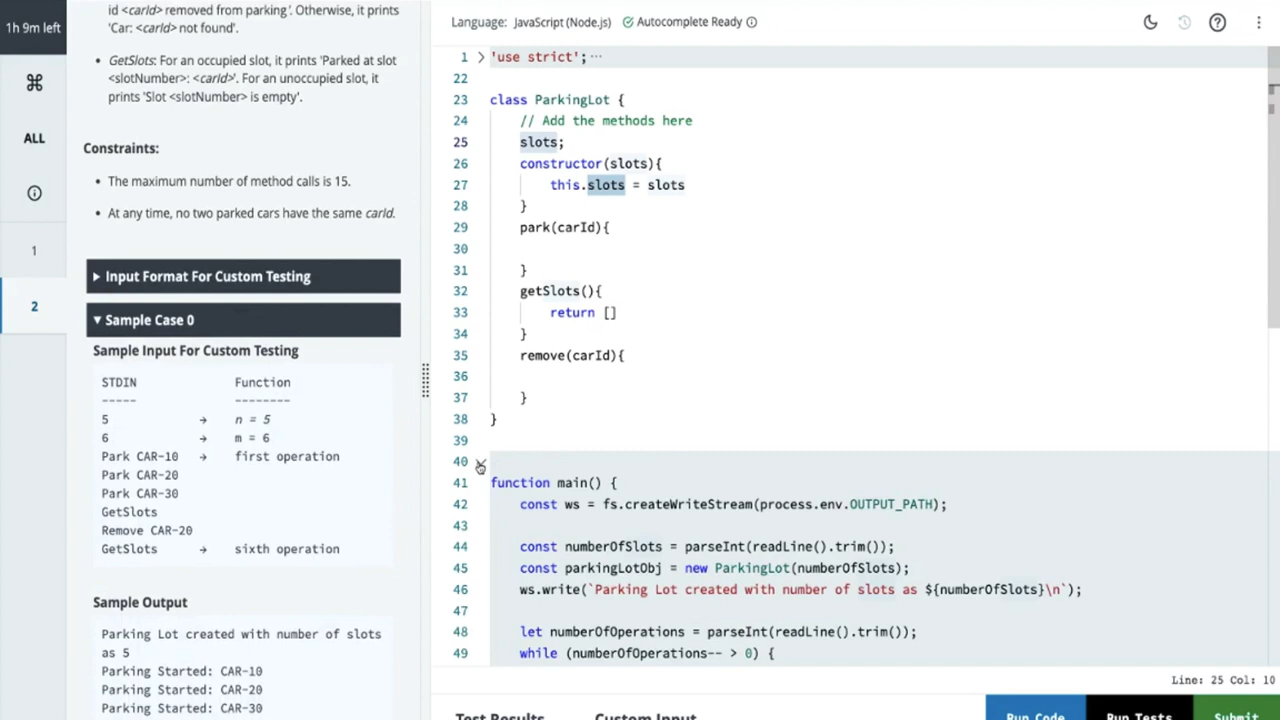 1h 9m left
ALL
1
2
id <carId> removed from parking'. Otherwise, it prints
'Car: <carId> not found'.
• GetSlots: For an occupied slot, it prints 'Parked at slot
<slotNumber>: <carId>'. For an unoccupied slot, it
prints 'Slot <slotNumber> is empty'.
Constraints:
• The maximum number of method calls is 15.
• At any time, no two parked cars have the same carId.
Input Format For Custom Testing
Sample Case 0
Sample Input For Custom Testing
STDIN Function
----- --------
5 → n = 5
6 → m = 6
Park CAR-10 → first operation
Park CAR-20
Park CAR-30
GetSlots
Remove CAR-20
GetSlots → sixth operation
Sample Output
Parking Lot created with number of slots
as 5
Parking Started: CAR-10
Parking Started: CAR-20
Parking Started: CAR-30
Language: JavaScript (Node.js) Autocomplete Ready
1 'use strict';
22
23 class ParkingLot {
24 // Add the methods here
25 slots;
26 constructor(slots){
27 this.slots = slots
28 }
29 park(carId){
30
31 }
32 getSlots(){
33 return []
34 }
35 remove(carId){
36
37 }
38 }
39
40
41 function main() {
42 const ws = fs.createWriteStream(process.env.OUTPUT_PATH);
43
44 const numberOfSlots = parseInt(readLine().trim());
45 const parkingLotObj = new ParkingLot(numberOfSlots);
46 ws.write(`Parking Lot created with number of slots as ${numberOfSlots}\n`);
47
48 let numberOfOperations = parseInt(readLine().trim());
49 while (numberOfOperations-- > 0) {
Line: 25 Col: 10
Test Results Custom Input Run Code Run Tests Submit